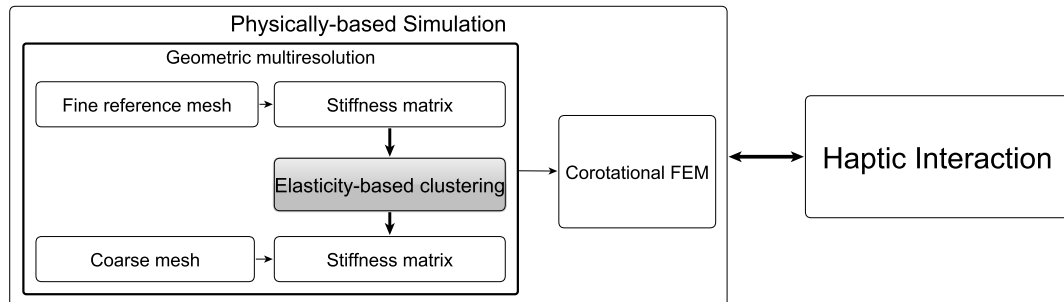 Physically-based Simulation
Geometric multiresolution
Fine reference mesh
Stiffness matrix
Elasticity-based clustering
Coarse mesh
Stiffness matrix
Corotational FEM
Haptic Interaction